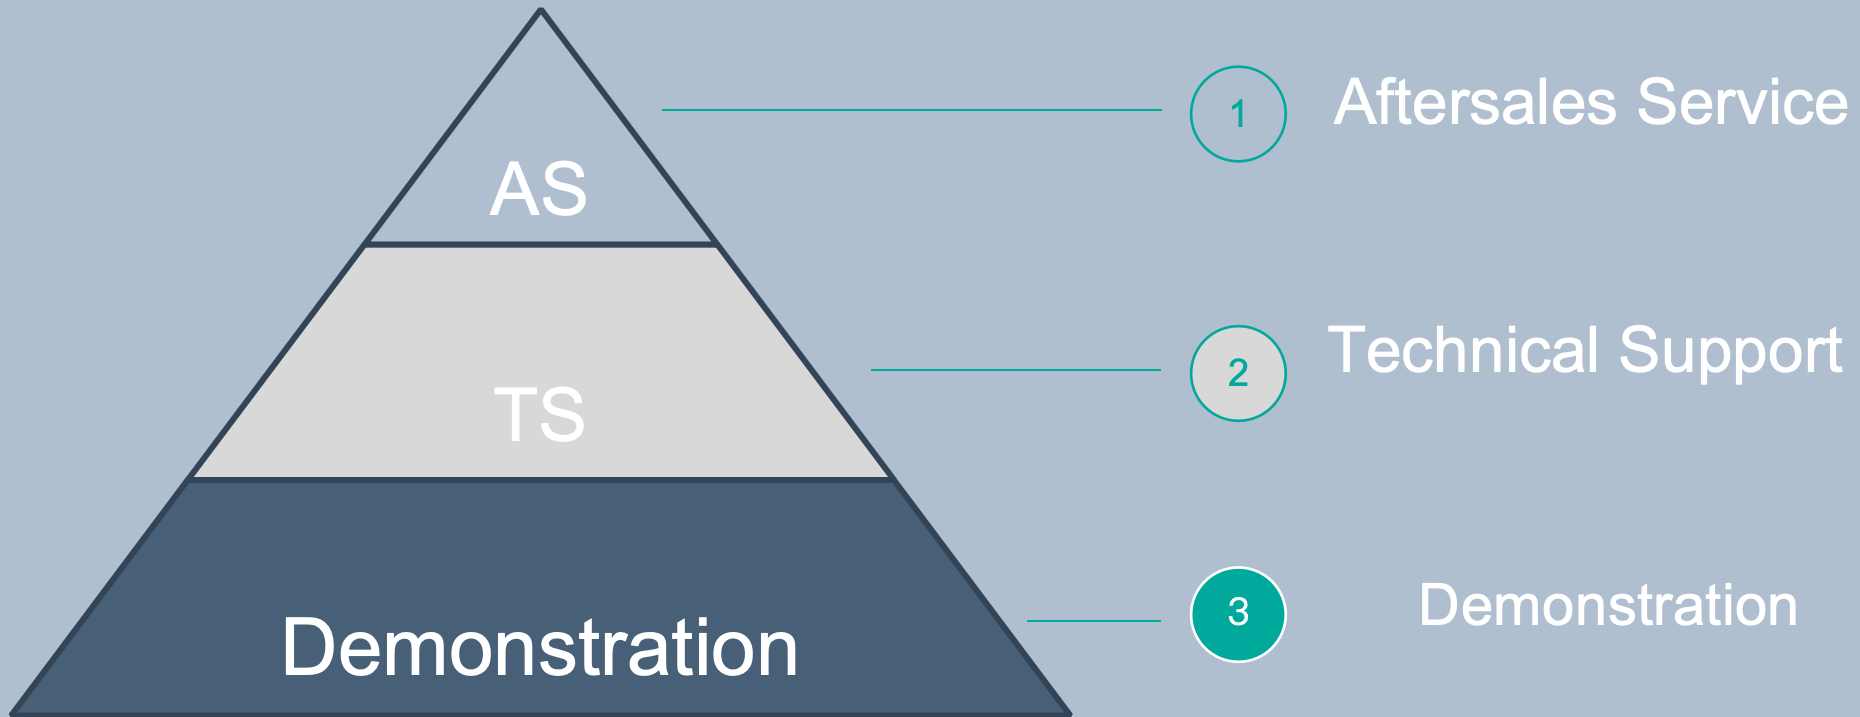 AS
TS
Demonstration
1
Aftersales Service
2
Technical Support
3
Demonstration